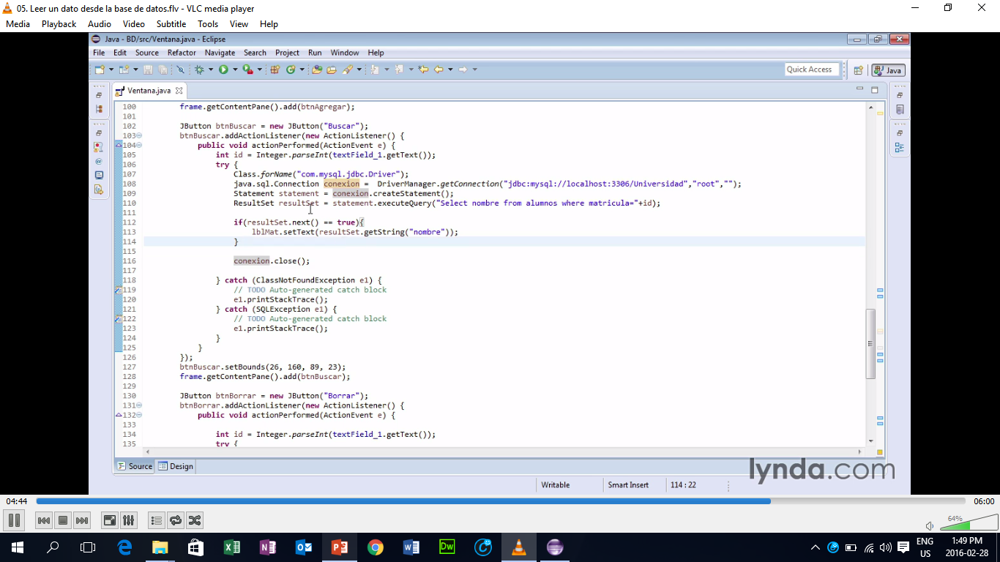 05. Leer un dato desde la base de datos.flv - VLC media player
Media Playback Audio Video Subtitle Tools View Help
Java - BD/src/Ventana.java - Eclipse
File Edit Source Refactor Navigate Search Project Run Window Help
Quick Access
Java
Ventana.java
100 frame.getContentPane().add(btnAgregar);
101
102 JButton btnBuscar = new JButton("Buscar");
103 btnBuscar.addActionListener(new ActionListener() {
104 public void actionPerformed(ActionEvent e) {
105 int id = Integer.parseInt(textField_1.getText());
106 try {
107 Class.forName("com.mysql.jdbc.Driver");
108 java.sql.Connection conexion = DriverManager.getConnection("jdbc:mysql://localhost:3306/Universidad","root","");
109 Statement statement = conexion.createStatement();
110 ResultSet resultSet = statement.executeQuery("Select nombre from alumnos where matricula="+id);
111
112 if(resultSet.next() == true){
113 lblMat.setText(resultSet.getString("nombre"));
114 }
115
116 conexion.close();
117
118 } catch (ClassNotFoundException e1) {
119 // TODO Auto-generated catch block
120 e1.printStackTrace();
121 } catch (SQLException e1) {
122 // TODO Auto-generated catch block
123 e1.printStackTrace();
124 }
125 }
126 });
127 btnBuscar.setBounds(26, 160, 89, 23);
128 frame.getContentPane().add(btnBuscar);
129
130 JButton btnBorrar = new JButton("Borrar");
131 btnBorrar.addActionListener(new ActionListener() {
132 public void actionPerformed(ActionEvent e) {
133
134 int id = Integer.parseInt(textField_1.getText());
135 try {
Source Design
lynda.com
Writable Smart Insert 114 : 22
04:44 06:00
64%
ENG 1:49 PM
US 2016-02-28